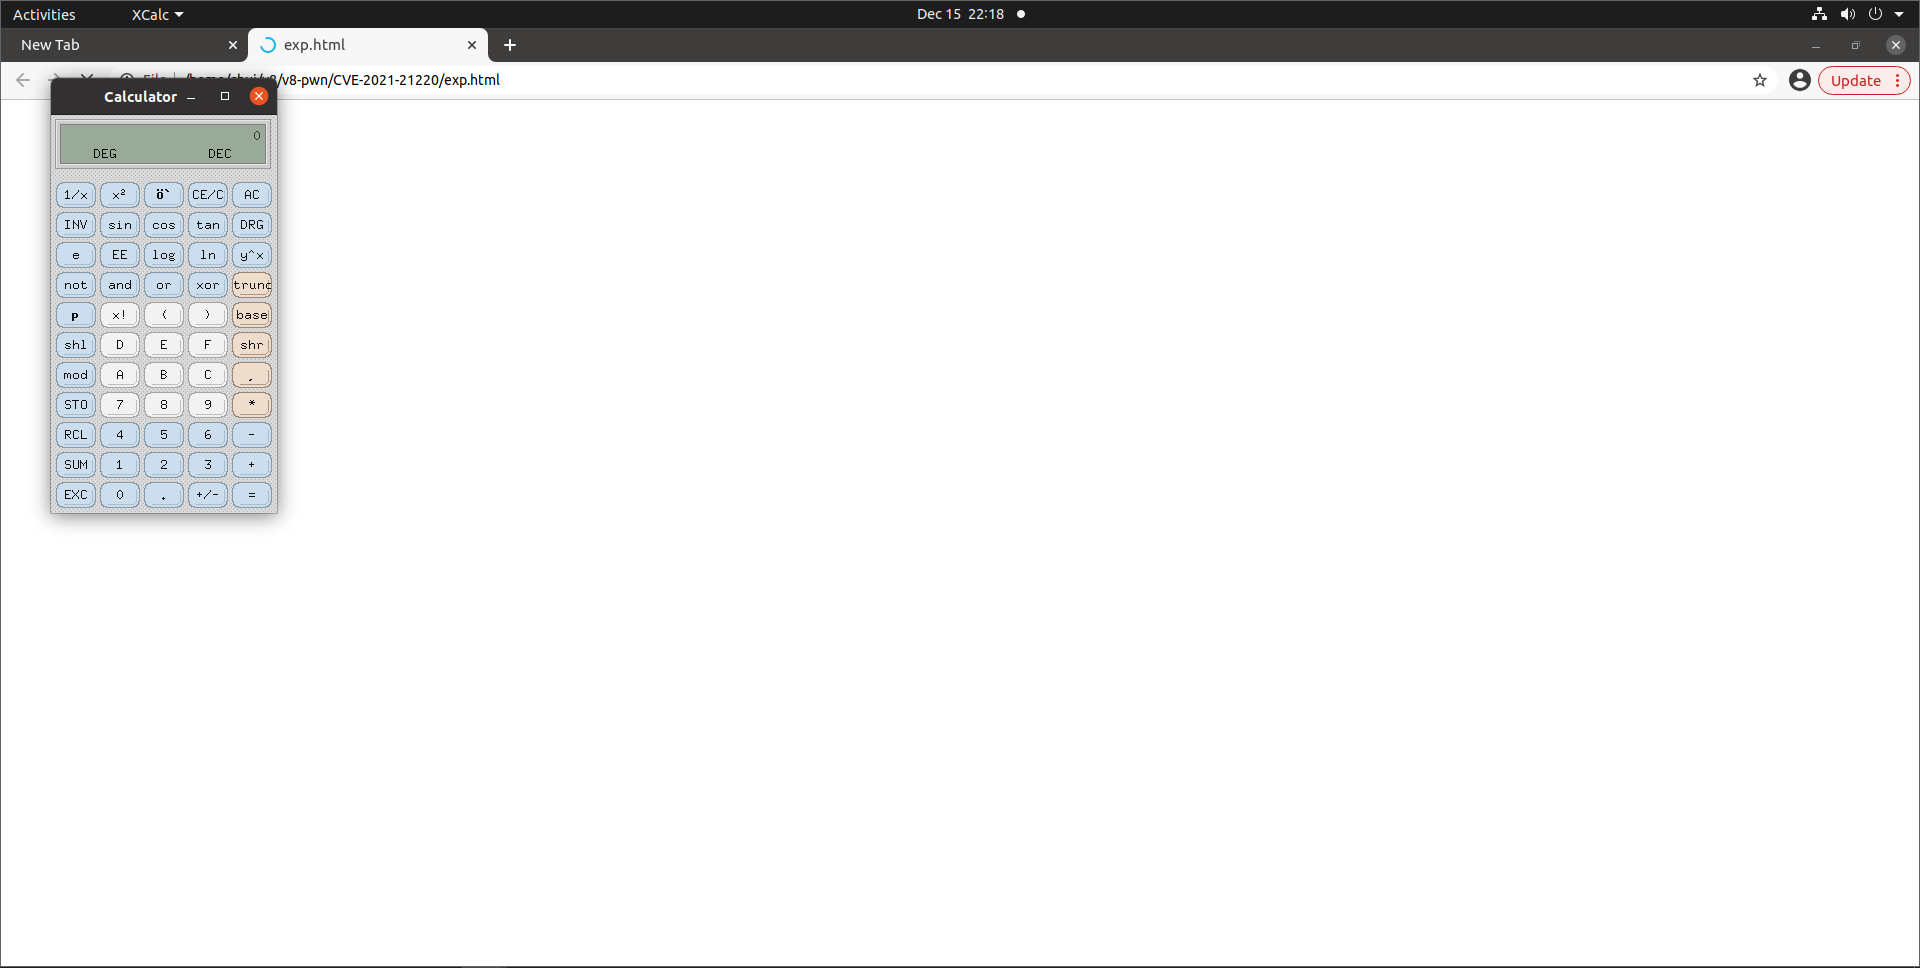 Activities XCalc Dec 15 22:18
New Tab exp.html
/v8-pwn/CVE-2021-21220/exp.html Update
Calculator
0
DEG DEC
1/x x² ö` CE/C AC
INV sin cos tan DRG
e EE log ln y^x
not and or xor trunc
p x! ( ) base
shl D E F shr
mod A B C ,
STO 7 8 9 *
RCL 4 5 6 -
SUM 1 2 3 +
EXC 0 . +/- =